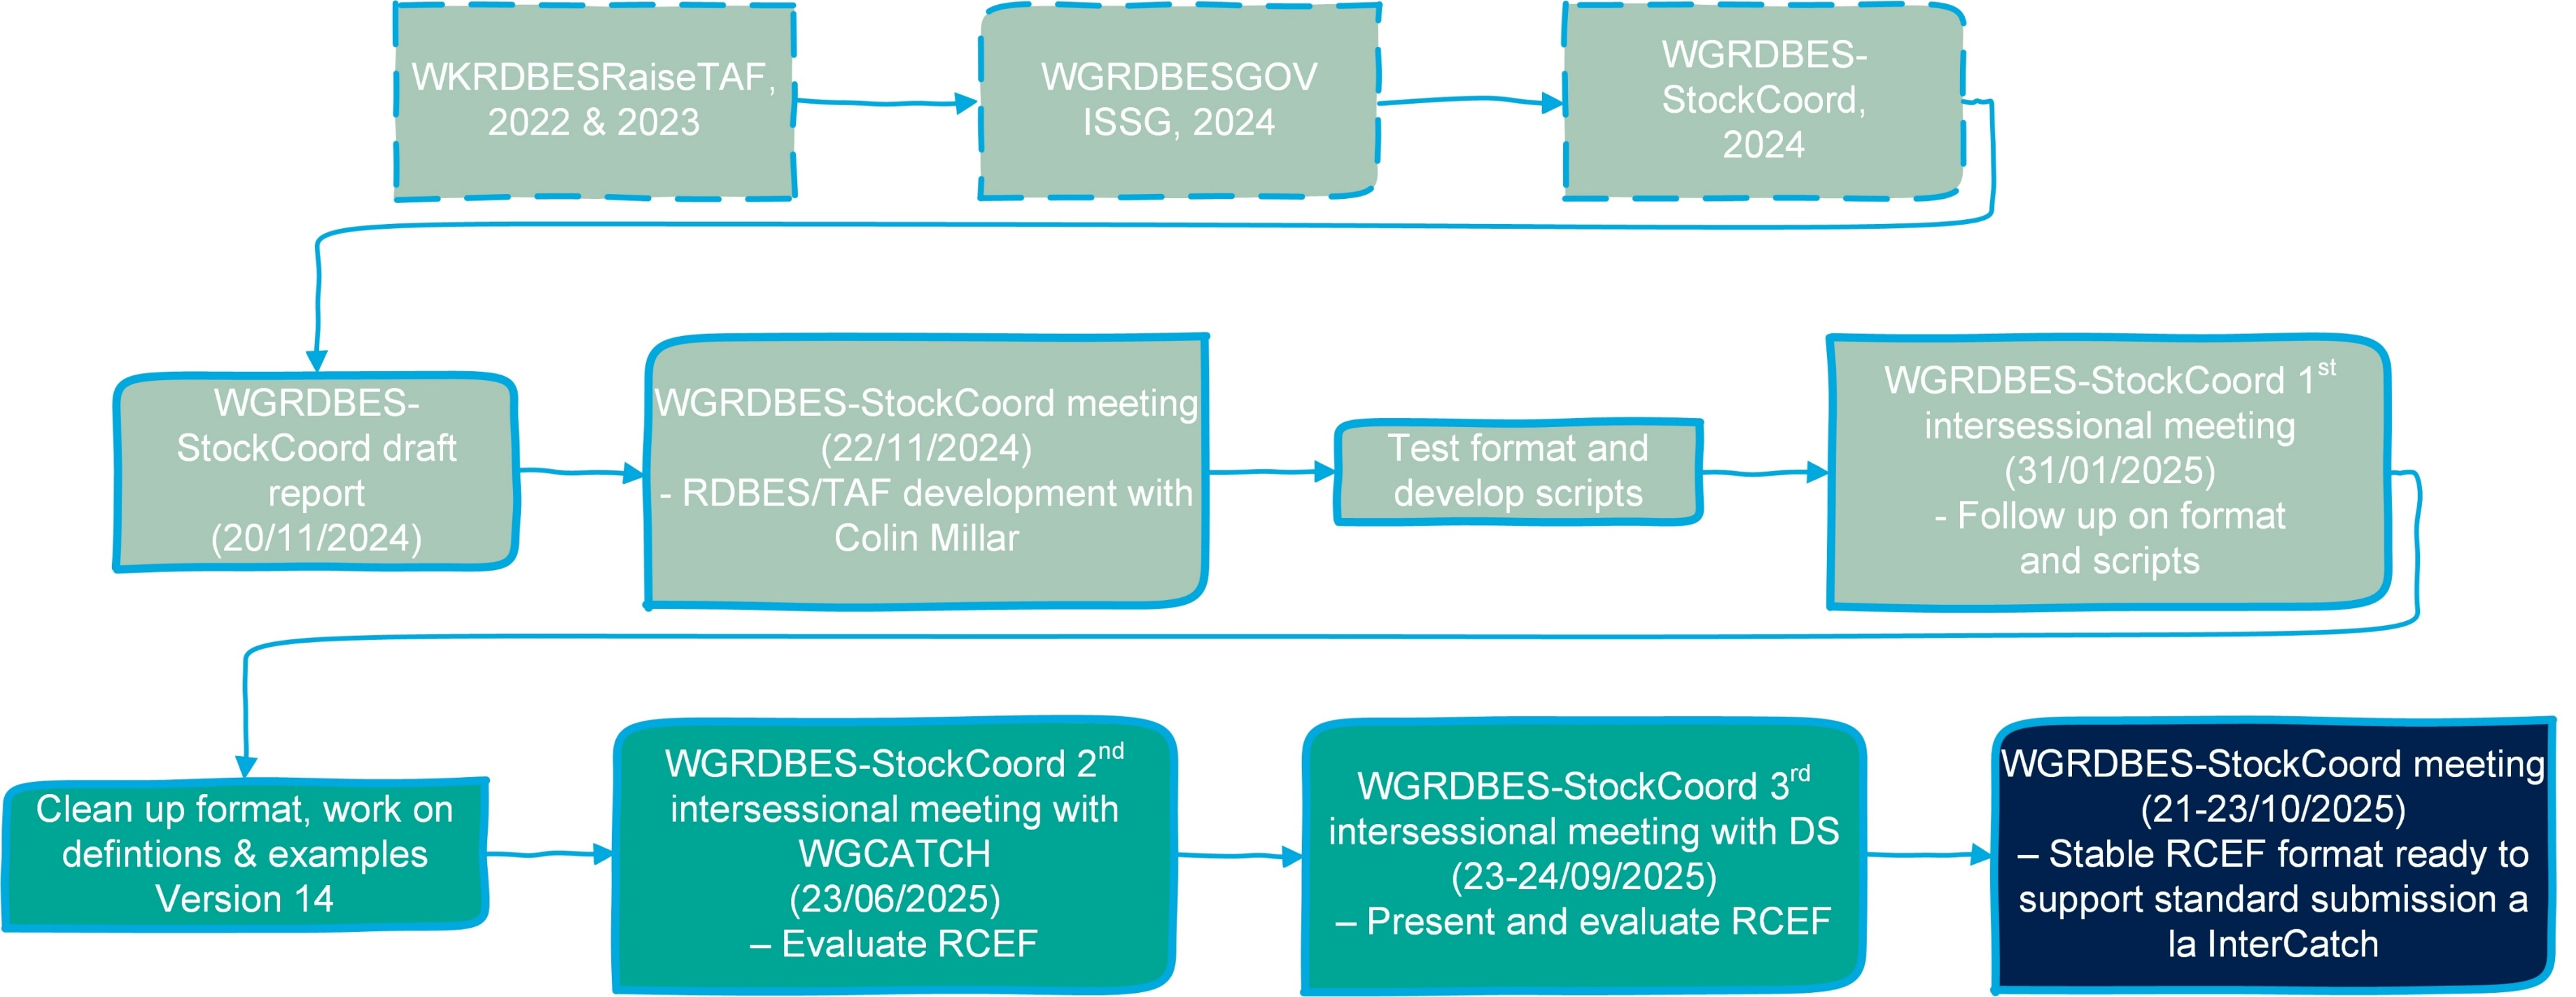 WKRDBESRaiseTAF,
2022 & 2023
WGRDBESGOV
ISSG, 2024
WGRDBES-
StockCoord,
2024
WGRDBES-
StockCoord draft
report
(20/11/2024)
WGRDBES-StockCoord meeting
(22/11/2024)
- RDBES/TAF development with
Colin Millar
Test format and
develop scripts
WGRDBES-StockCoord 1st
intersessional meeting
(31/01/2025)
- Follow up on format
and scripts
Clean up format, work on
defintions & examples
Version 14
WGRDBES-StockCoord 2nd
intersessional meeting with
WGCATCH
(23/06/2025)
– Evaluate RCEF
WGRDBES-StockCoord 3rd
intersessional meeting with DS
(23-24/09/2025)
– Present and evaluate RCEF
WGRDBES-StockCoord meeting
(21-23/10/2025)
– Stable RCEF format ready to
support standard submission a
la InterCatch